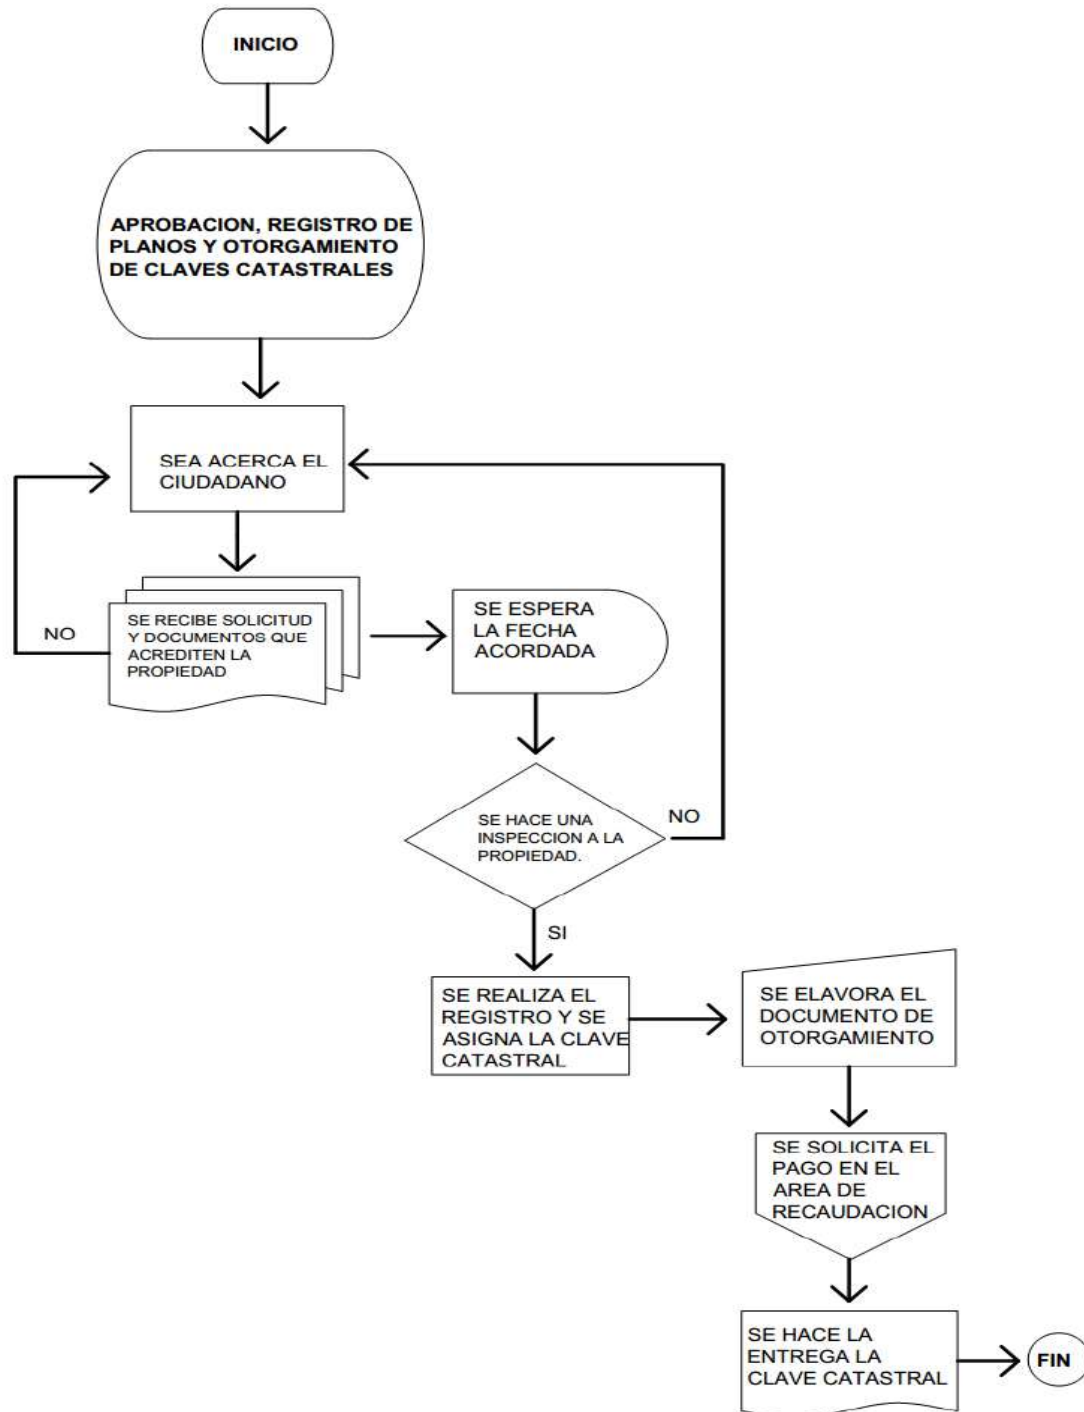 INICIO
APROBACION, REGISTRO DE
PLANOS Y OTORGAMIENTO
DE CLAVES CATASTRALES
SEA ACERCA EL
CIUDADANO
NO
SE RECIBE SOLICITUD
Y DOCUMENTOS QUE
ACREDITEN LA
PROPIEDAD
SE ESPERA
LA FECHA
ACORDADA
SE HACE UNA
INSPECCION A LA
PROPIEDAD.
NO
SI
SE REALIZA EL
REGISTRO Y SE
ASIGNA LA CLAVE
CATASTRAL
SE ELAVORA EL
DOCUMENTO DE
OTORGAMIENTO
SE SOLICITA EL
PAGO EN EL
AREA DE
RECAUDACION
SE HACE LA
ENTREGA LA
CLAVE CATASTRAL
FIN